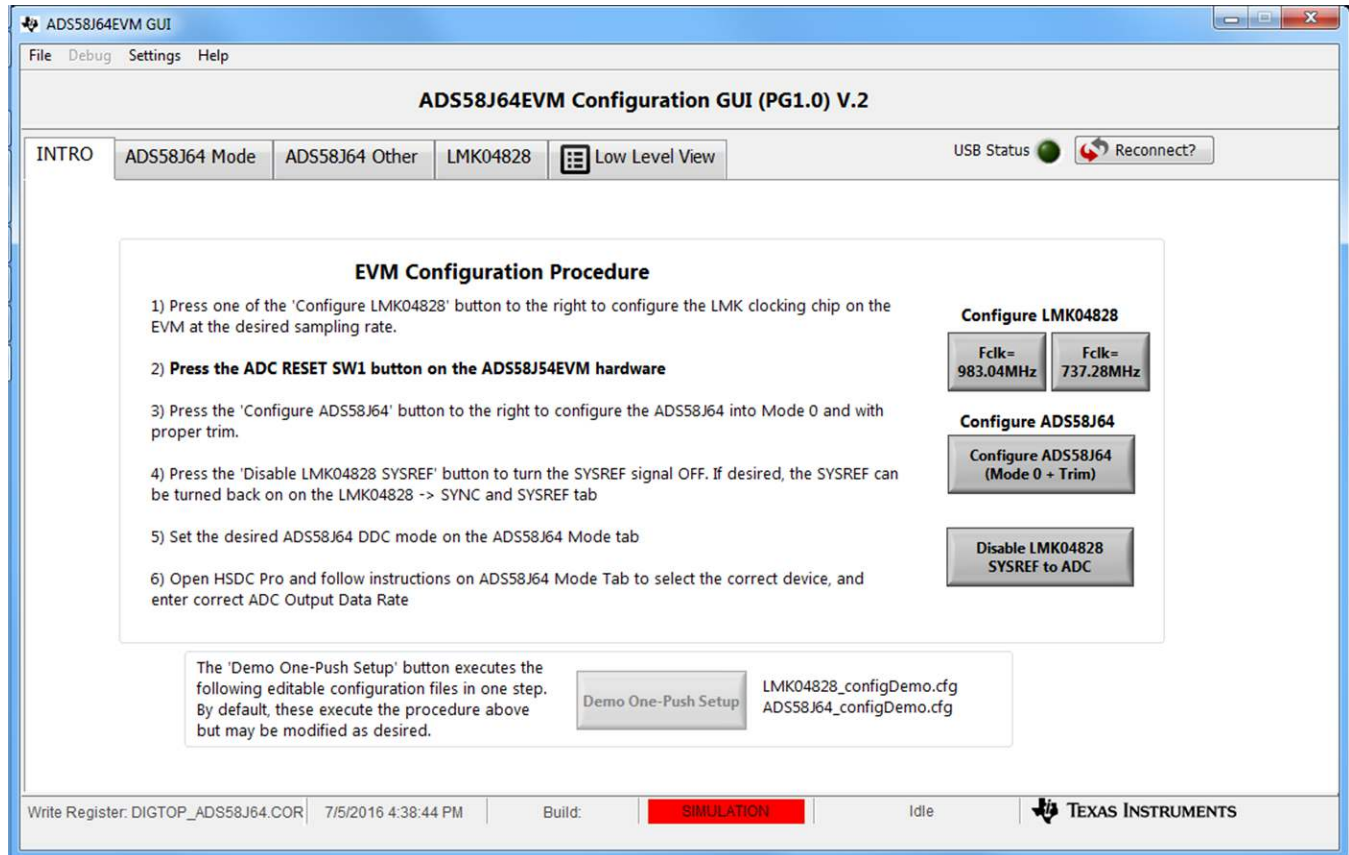 ADS58J64EVM GUI
File Debug Settings Help
ADS58J64EVM Configuration GUI (PG1.0) V.2
INTRO ADS58J64 Mode ADS58J64 Other LMK04828 Low Level View USB Status Reconnect?
EVM Configuration Procedure
1) Press one of the 'Configure LMK04828' button to the right to configure the LMK clocking chip on the
EVM at the desired sampling rate.
2) Press the ADC RESET SW1 button on the ADS58J54EVM hardware
3) Press the 'Configure ADS58J64' button to the right to configure the ADS58J64 into Mode 0 and with
proper trim.
4) Press the 'Disable LMK04828 SYSREF' button to turn the SYSREF signal OFF. If desired, the SYSREF can
be turned back on on the LMK04828 -> SYNC and SYSREF tab
5) Set the desired ADS58J64 DDC mode on the ADS58J64 Mode tab
6) Open HSDC Pro and follow instructions on ADS58J64 Mode Tab to select the correct device, and
enter correct ADC Output Data Rate
Configure LMK04828
Fclk=
983.04MHz
Fclk=
737.28MHz
Configure ADS58J64
Configure ADS58J64
(Mode 0 + Trim)
Disable LMK04828
SYSREF to ADC
The 'Demo One-Push Setup' button executes the
following editable configuration files in one step.
By default, these execute the procedure above
but may be modified as desired.
Demo One-Push Setup
LMK04828_configDemo.cfg
ADS58J64_configDemo.cfg
Write Register: DIGTOP_ADS58J64.COR 7/5/2016 4:38:44 PM Build: SIMULATION Idle TEXAS INSTRUMENTS